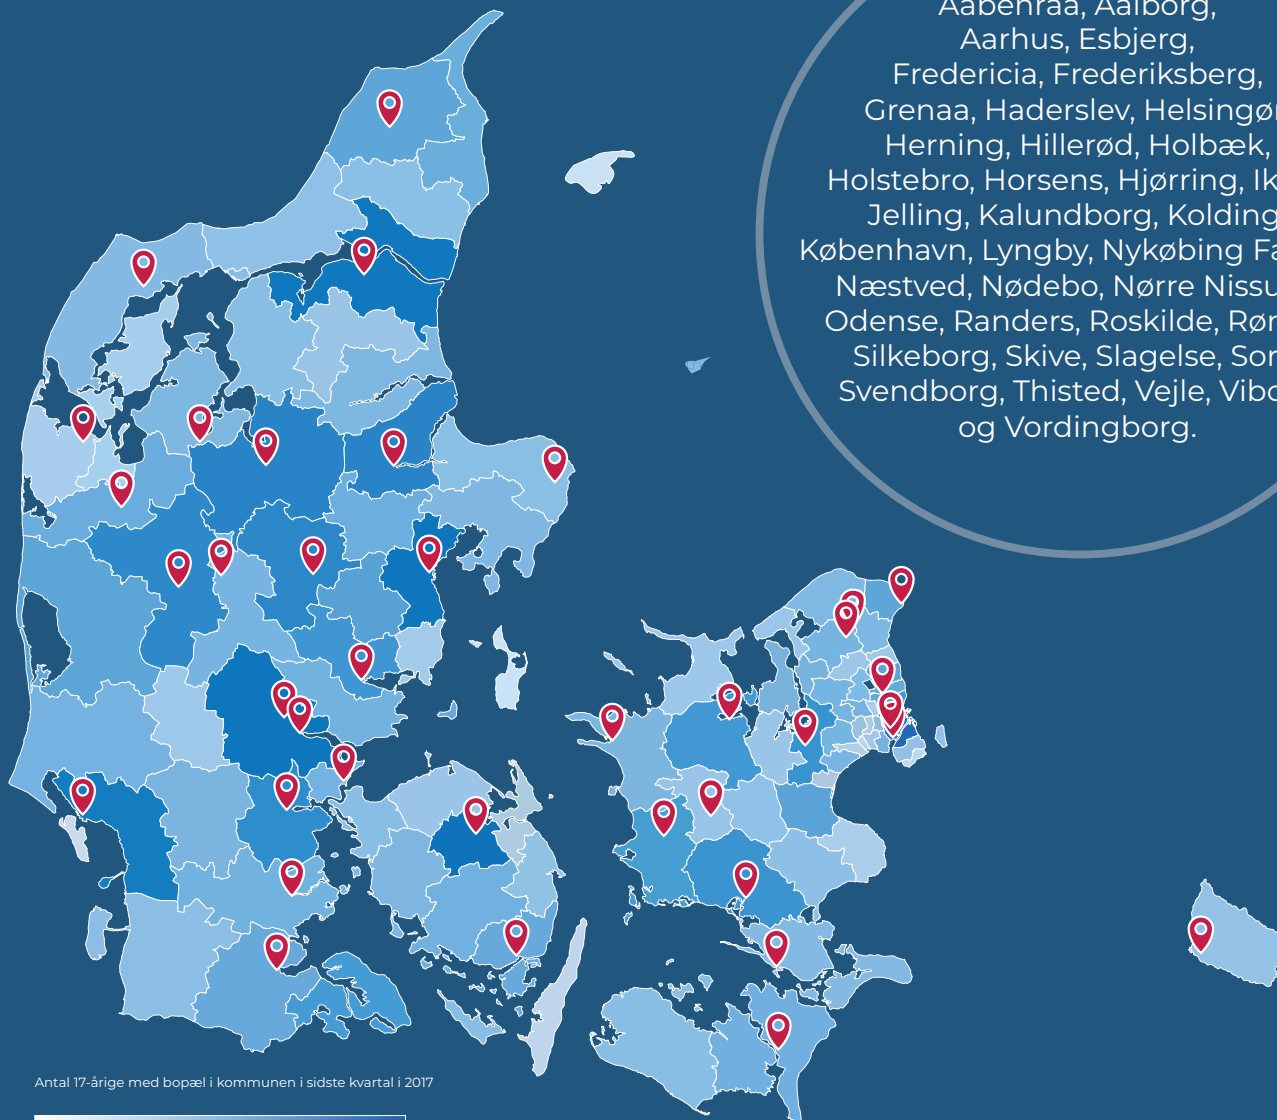 Aabenraa, Aalborg,
Aarhus, Esbjerg,
Fredericia, Frederiksberg,
Grenaa, Haderslev, Helsingør
Herning, Hillerød, Holbæk,
Holstebro, Horsens, Hjørring,
Jelling, Kalundborg, Kolding
København, Lyngby, Nykøbing
Næstved, Nødebo, Nørre
Odense, Randers, Roskilde,
Silkeborg, Skive, Slagelse,
Svendborg, Thisted, Vejle,
og Vordingborg.
Antal 17-årige med bopæl i kommunen i sidste kvartal i 2017